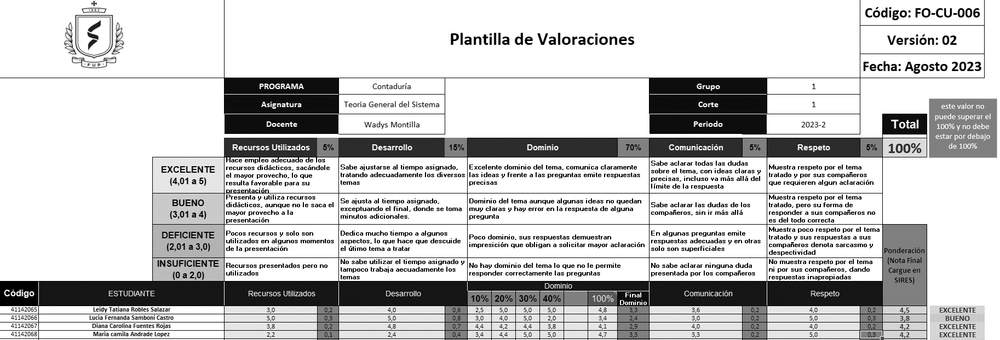 1982
FUP
Plantilla de Valoraciones
Código: FO-CU-006
Versión: 02
Fecha: Agosto 2023
PROGRAMA Contaduría Grupo 1
Asignatura Teoria General del Sistema Corte 1
Docente Wadys Montilla Periodo 2023-2 Total
este valor no
puede superar el
100% y no debe
estar por debajo
de 100%
Recursos Utilizados 5% Desarrollo 15% Dominio 70% Comunicación 5% Respeto 5% 100%
EXCELENTE
(4,01 a 5)
Hace empleo adecuado de los
recursos didácticos, sacándole
el mayor provecho, lo que
resulta favorable para su
presentación
Sabe ajustarse al tiempo asignado,
tratando adecuadamente los diversos
temas
Excelente dominio del tema, comunica claramente
las ideas y frente a las preguntas emite respuestas
precisas
Sabe aclarar todas las dudas
sobre el tema, con ideas claras y
precisas, incluso va más allá del
límite de la respuesta
Muestra respeto por el tema
tratado y por sus compañeros
que requieren algun aclaración
BUENO
(3,01 a 4)
Presenta y utiliza recursos
didácticos, aunque no le saca el
mayor provecho a la
presentación
Se ajusta al tiempo asignado,
exceptuando el final, donde se toma
minutos adicionales.
Dominio del tema aunque algunas ideas no quedan
muy claras y hay error en la respuesta de alguna
pregunta
Sabe aclarar las dudas de los
compañeros, sin ir más allá
Muestra respeto por el tema
tratado, pero su forma de
responder a sus compañeros no
es del todo correcta
DEFICIENTE
(2,01 a 3,0)
Pocos recursos y solo son
utilizados en algunos momentos
de la presentación
Dedica mucho tiempo a algunos
aspectos, lo que hace que descuide
el útimo tema a tratar
Poco dominio, sus respuestas demuestran
impresición que obligan a solicitar mayor aclaración
En algunas preguntas emite
respuestas adecuadas y en otras
solo son superficiales
Muestra poco respeto por el tema
tratado y sus respuestas a sus
compañeros denota sarcasmo y
despectividad
INSUFICIENTE
(0 a 2,0)
Recursos presentados pero no
utilizados
No sabe utilizar el tiempo asignado y
tampoco trabaja aecuadamente los
temas
No hay dominio del tema lo que no le permite
responder correctamente las preguntas
No sabe aclarar ninguna duda
presentada por los compañeros
No muestra respeto por el tema
ni por sus compañeros, dando
respuestas inapropiadas
Ponderación
(Nota Final
Cargue en
SIRES)
Código ESTUDIANTE Recursos Utilizados Desarrollo Dominio Comunicación Respeto
10% 20% 30% 40% 100% Final
Dominio
41142065 Leidy Tatiana Robles Salazar 3,0 0,2 4,0 0,6 2,5 5,0 5,0 5,0 4,8 3,3 3,6 0,2 4,0 0,2 4,5 EXCELENTE
41142066 Lucia Fernanda Samboní Castro 5,0 0,3 5,0 0,8 3,0 4,0 5,0 2,0 3,4 2,4 3,0 0,2 5,0 0,3 3,8 BUENO
41142067 Diana Carolina Fuentes Rojas 3,8 0,2 4,8 0,7 4,4 4,2 4,4 3,8 4,1 2,9 4,0 0,2 4,0 0,2 4,2 EXCELENTE
41142068 Maria camila Andrade Lopez 2,2 0,1 2,4 0,4 3,4 4,4 5,0 5,0 4,7 3,3 3,3 0,2 5,0 0,3 4,2 EXCELENTE